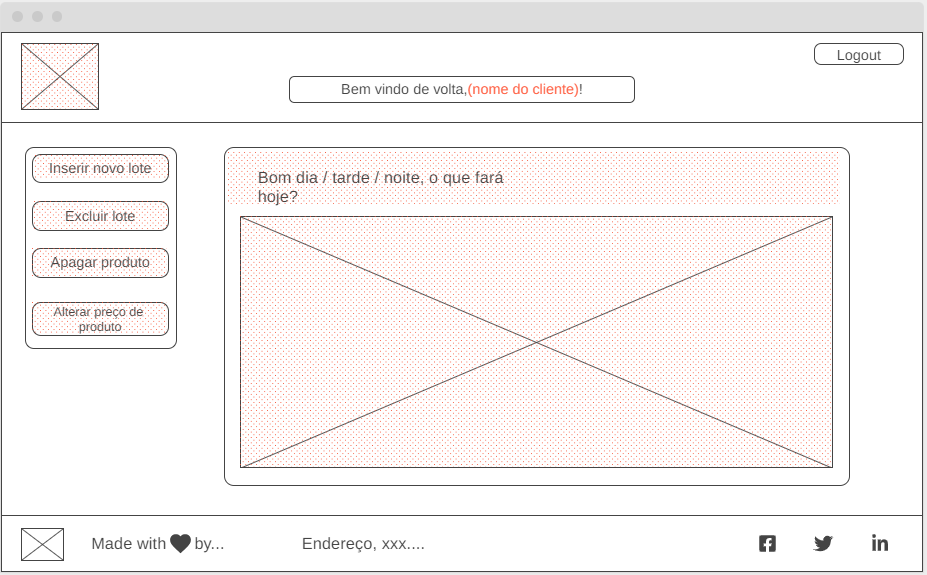 Logout
Bem vindo de volta,(nome do cliente)!
Inserir novo lote
Excluir lote
Apagar produto
Alterar preço de
produto
Bom dia / tarde / noite, o que fará
hoje?
Made with by...
Endereço, xxx....